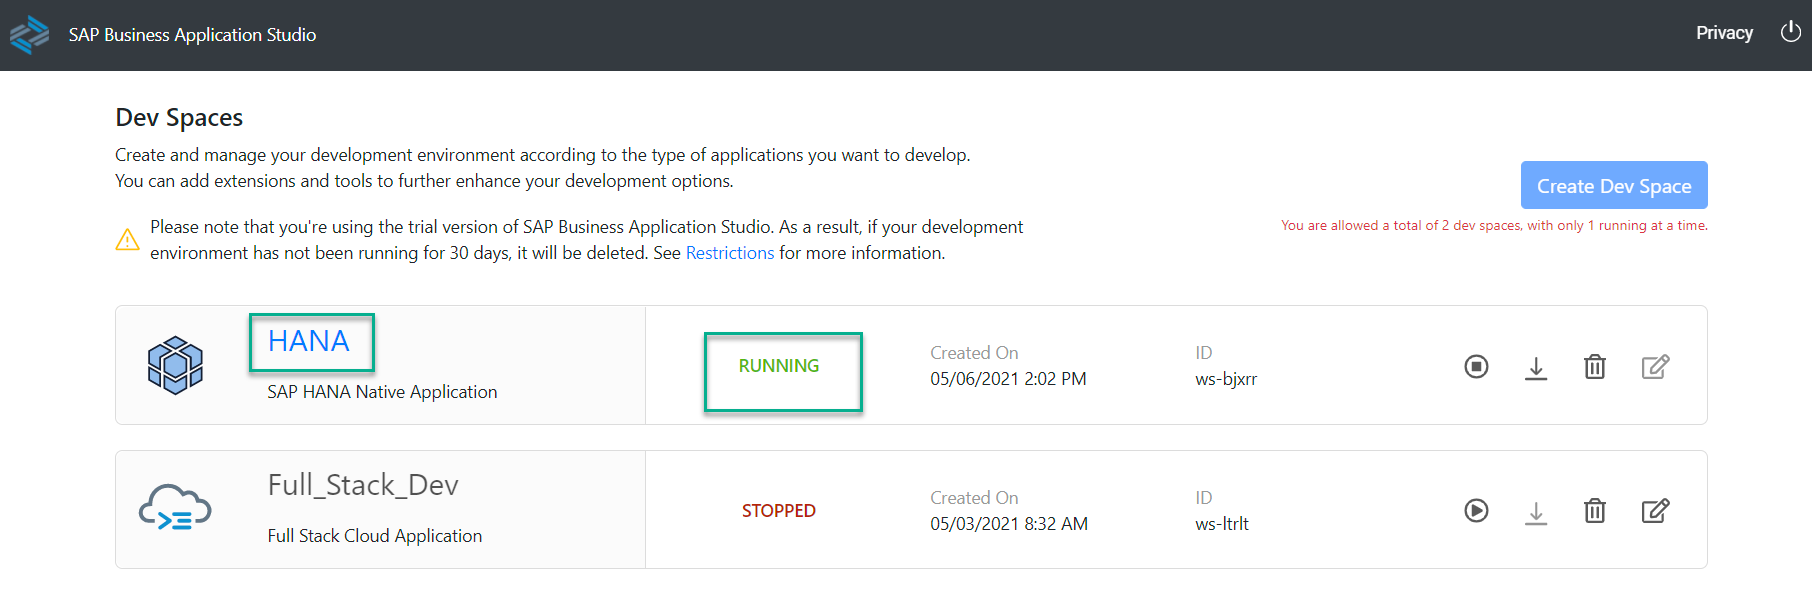 SAP Business Application Studio
Privacy
Dev Spaces
Create and manage your development environment according to the type of applications you want to develop.
You can add extensions and tools to further enhance your development options.
Create Dev Space
You are allowed a total of 2 dev spaces, with only 1 running at a time.
Please note that you're using the trial version of SAP Business Application Studio. As a result, if your development
environment has not been running for 30 days, it will be deleted. See Restrictions for more information.
HANA
SAP HANA Native Application
RUNNING
Created On
05/06/2021 2:02 PM
ID
ws-bjxrr
Full_Stack_Dev
Full Stack Cloud Application
STOPPED
Created On
05/03/2021 8:32 AM
ID
ws-ltrlt